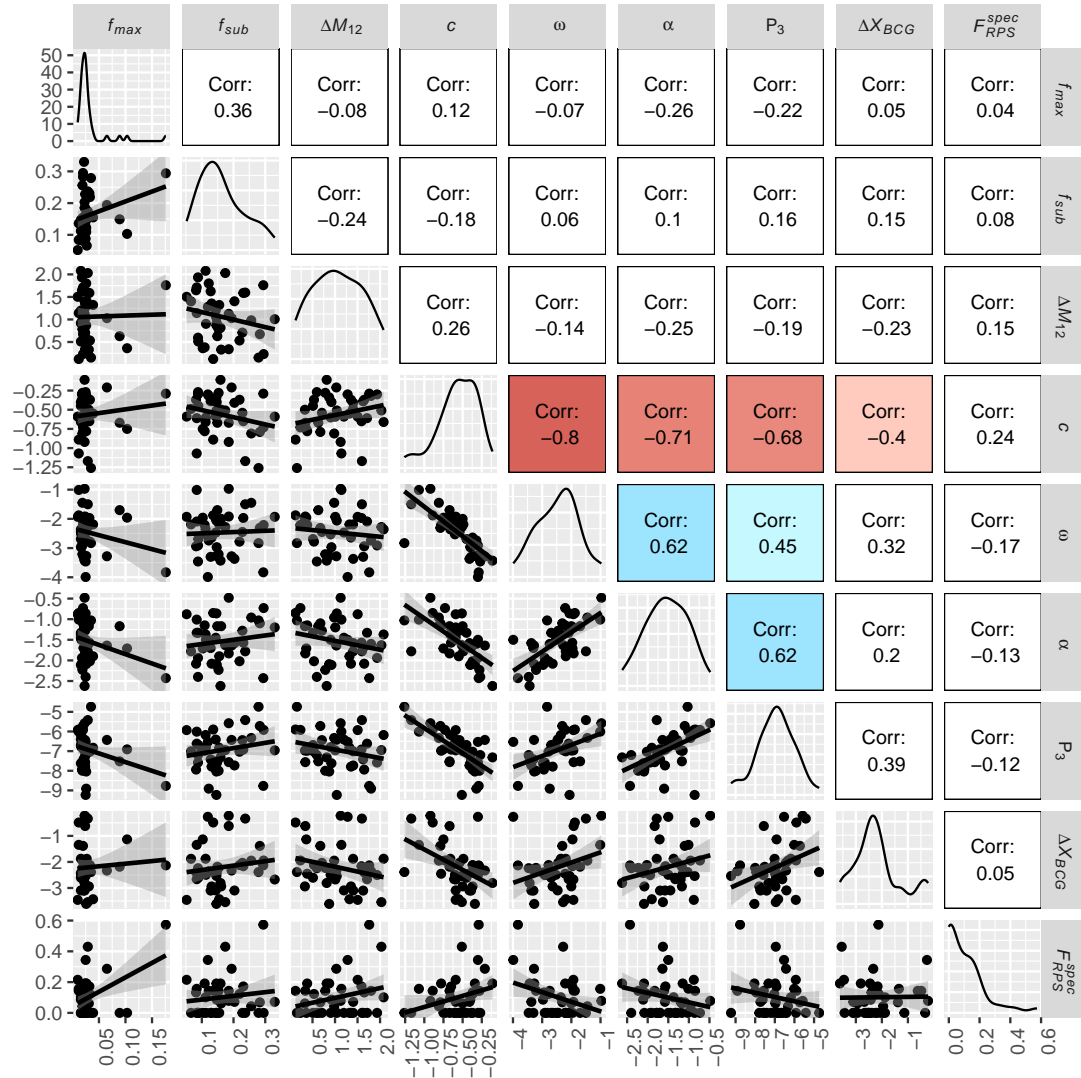 f_max f_sub ΔM_12 c ω α P_3 ΔX_BCG F_RPS^spec
50
40
30
20
10
0
Corr:
0.36
Corr:
−0.08
Corr:
0.12
Corr:
−0.07
Corr:
−0.26
Corr:
−0.22
Corr:
0.05
Corr:
0.04
f_max
0.3
0.2
0.1
Corr:
−0.24
Corr:
−0.18
Corr:
0.06
Corr:
0.1
Corr:
0.16
Corr:
0.15
Corr:
0.08
f_sub
2.0
1.5
1.0
0.5
Corr:
0.26
Corr:
−0.14
Corr:
−0.25
Corr:
−0.19
Corr:
−0.23
Corr:
0.15
ΔM_12
−0.25
−0.50
−0.75
−1.00
−1.25
Corr:
−0.8
Corr:
−0.71
Corr:
−0.68
Corr:
−0.4
Corr:
0.24
c
−1
−2
−3
−4
Corr:
0.62
Corr:
0.45
Corr:
0.32
Corr:
−0.17
ω
−0.5
−1.0
−1.5
−2.0
−2.5
Corr:
0.62
Corr:
0.2
Corr:
−0.13
α
−5
−6
−7
−8
−9
Corr:
0.39
Corr:
−0.12
P_3
−1
−2
−3
Corr:
0.05
ΔX_BCG
0.6
0.4
0.2
0.0
F_RPS^spec
0.05 0.10 0.15
0.1 0.2 0.3
0.5 1.0 1.5 2.0
−1.25 −1.00 −0.75 −0.50 −0.25
−4 −3 −2 −1
−2.5 −2.0 −1.5 −1.0 −0.5
−9 −8 −7 −6 −5
−3 −2 −1
0.0 0.2 0.4 0.6